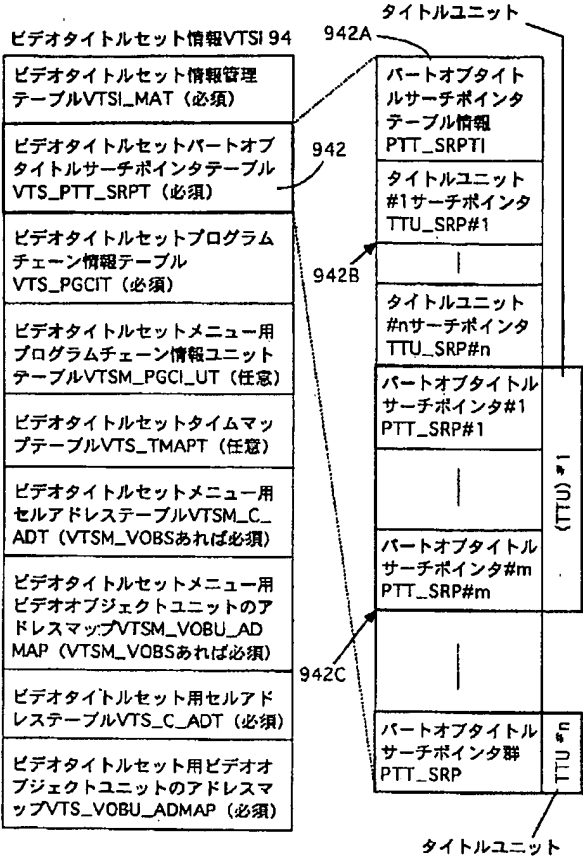 タイトルユニット
ビデオタイトルセット情報VTSI 94
942A
ビデオタイトルセット情報管理
テーブルVTSI_MAT（必須）
ビデオタイトルセットパートオブ
タイトルサーチポインタテーブル
VTS_PTT_SRPT（必須）
ビデオタイトルセットプログラム
チェーン情報テーブル
VTS_PGCIT（必須）
ビデオタイトルセットメニュー用
プログラムチェーン情報ユニット
テーブルVTSM_PGCI_UT（任意）
ビデオタイトルセットタイムマッ
プテーブルVTS_TMAPT（任意）
ビデオタイトルセットメニュー用
セルアドレステーブルVTSM_C_
ADT（VTSM_VOBSあれば必須）
ビデオタイトルセットメニュー用
ビデオオブジェクトユニットのア
ドレスマップVTSM_VOBU_AD
MAP（VTSM_VOBSあれば必須）
ビデオタイトルセット用セルアド
レステーブルVTS_C_ADT（必須）
ビデオタイトルセット用ビデオオ
ブジェクトユニットのアドレスマ
ップVTS_VOBU_ADMAP（必須）
942
942B
942C
パートオブタイト
ルサーチポインタ
テーブル情報
PTT_SRPTI
タイトルユニット
#1サーチポインタ
TTU_SRP#1
タイトルユニット
#nサーチポインタ
TTU_SRP#n
パートオブタイトル
サーチポインタ#1
PTT_SRP#1
パートオブタイトル
サーチポインタ#m
PTT_SRP#m
パートオブタイトル
サーチポインタ群
PTT_SRP
(TTU) #1
TTU #n
タイトルユニット